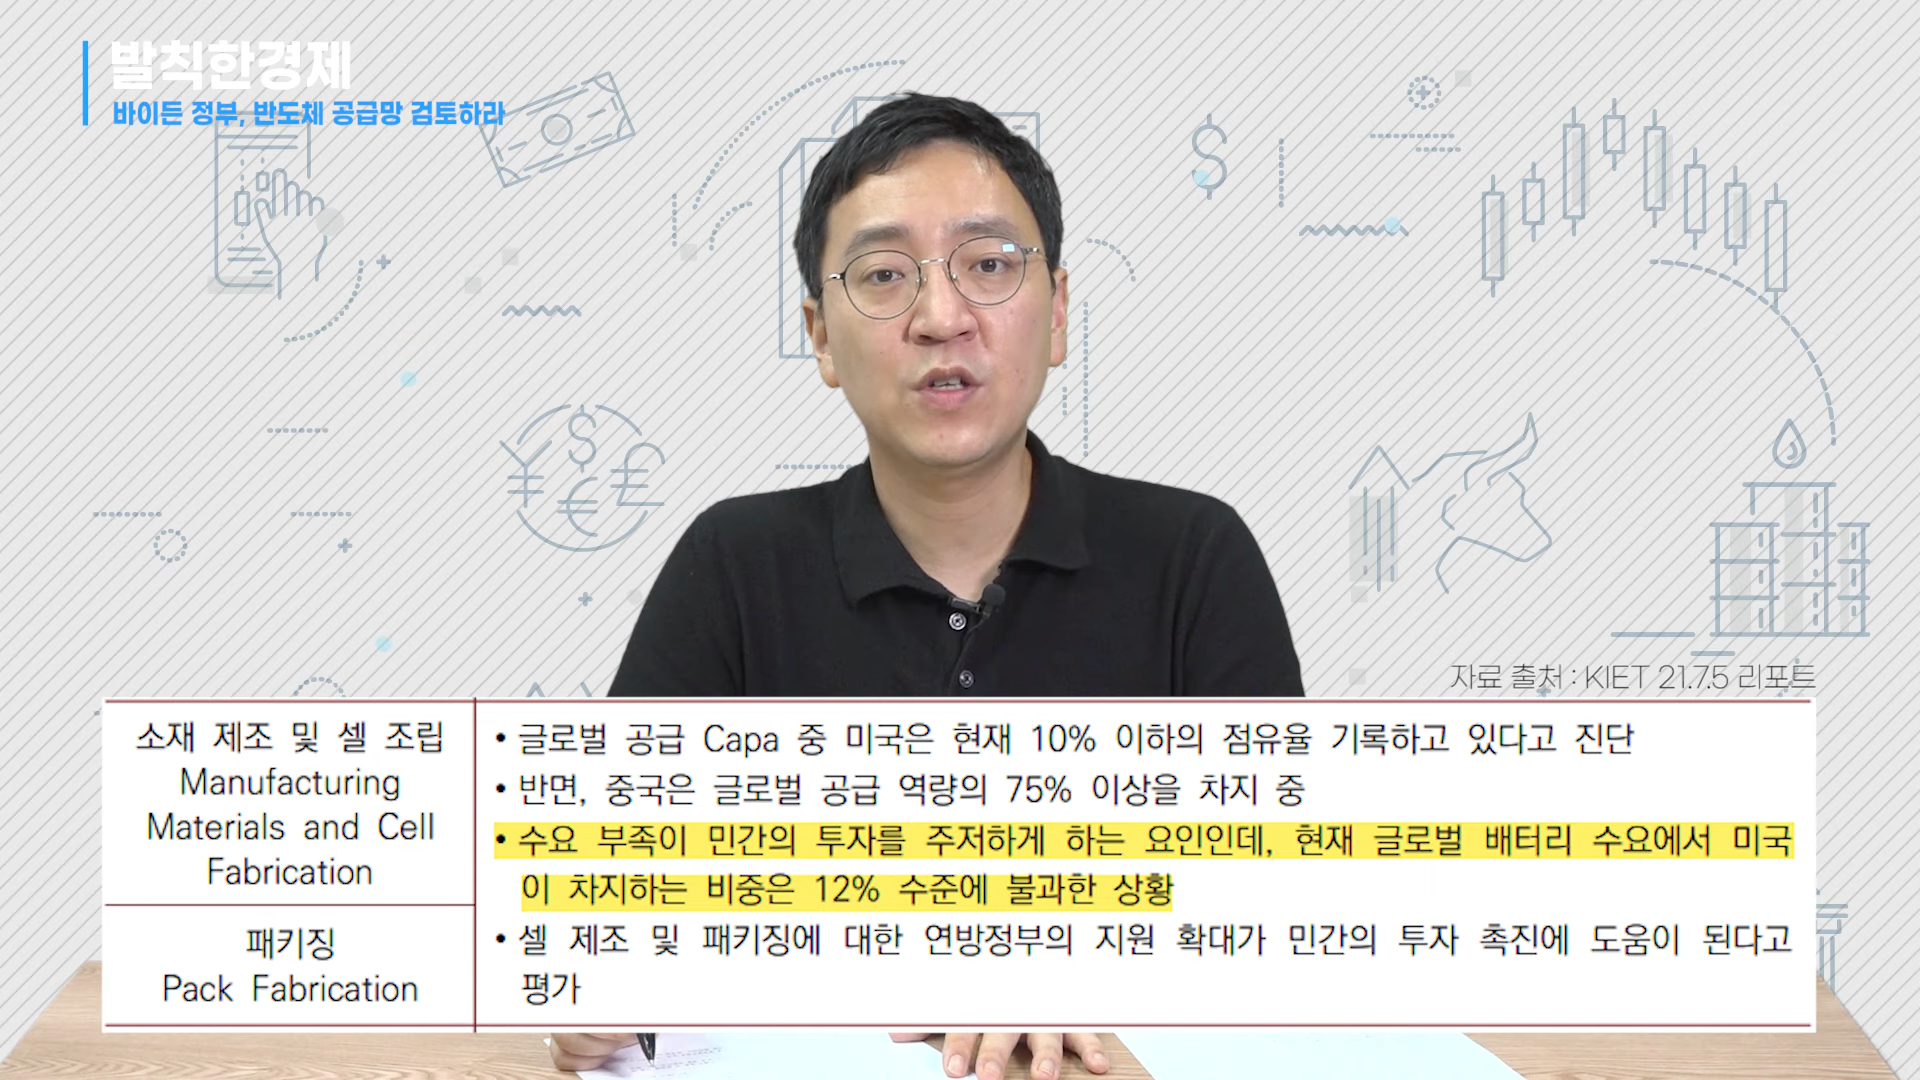 발칙한경제
바이든 정부, 반도체 공급망 검토하라
자료 출처 : KIET 21.7.5 리포트
소재 제조 및 셀 조립
Manufacturing
Materials and Cell
Fabrication
• 글로벌 공급 Capa 중 미국은 현재 10% 이하의 점유율 기록하고 있다고 진단
• 반면, 중국은 글로벌 공급 역량의 75% 이상을 차지 중
• 수요 부족이 민간의 투자를 주저하게 하는 요인인데, 현재 글로벌 배터리 수요에서 미국
이 차지하는 비중은 12% 수준에 불과한 상황
패키징
Pack Fabrication
• 셀 제조 및 패키징에 대한 연방정부의 지원 확대가 민간의 투자 촉진에 도움이 된다고
평가